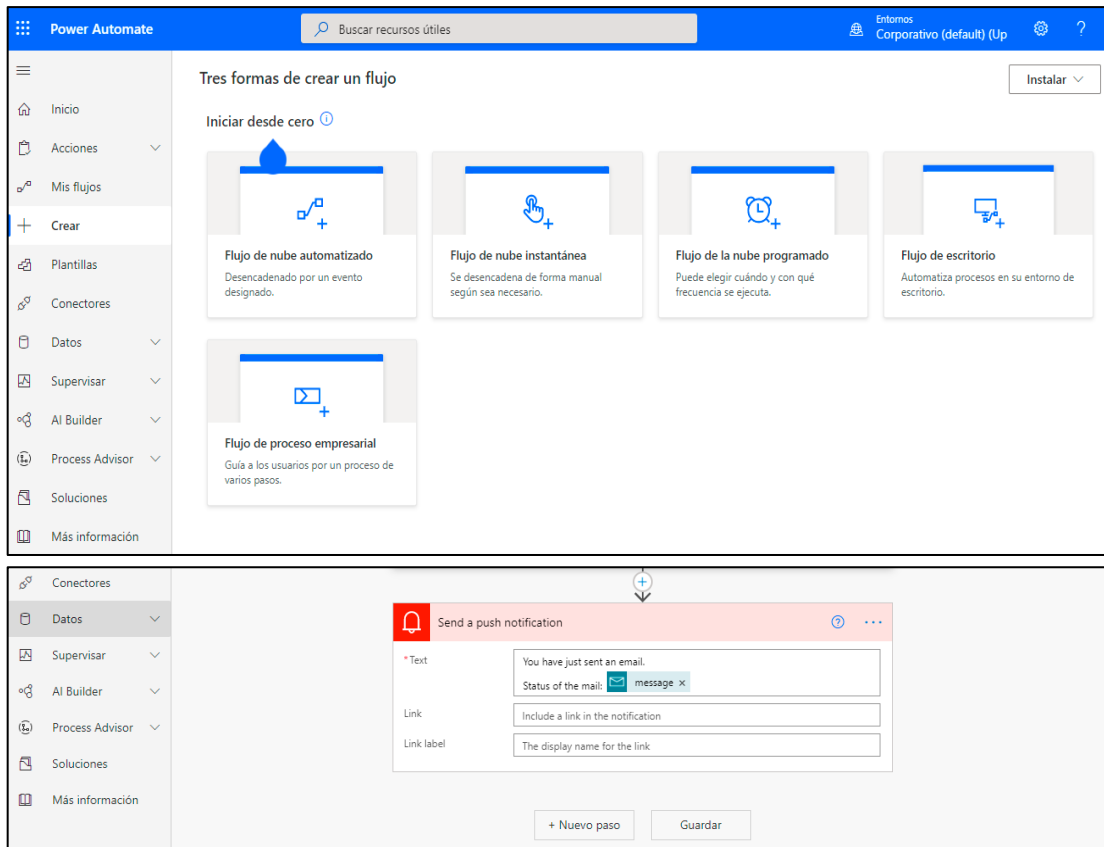 Power Automate
Buscar recursos útiles
Entornos
Corporativo (default) (Up
?
Tres formas de crear un flujo
Instalar
Iniciar desde cero
Inicio
Acciones
Mis flujos
Crear
Plantillas
Conectores
Datos
Supervisar
AI Builder
Process Advisor
Soluciones
Más información
Flujo de nube automatizado
Desencadenado por un evento
designado.
Flujo de nube instantánea
Se desencadena de forma manual
según sea necesario.
Flujo de la nube programado
Puede elegir cuándo y con qué
frecuencia se ejecuta.
Flujo de escritorio
Automatiza procesos en su entorno de
escritorio.
Flujo de proceso empresarial
Guía a los usuarios por un proceso de
varios pasos.
Conectores
Datos
Supervisar
AI Builder
Process Advisor
Soluciones
Más información
Send a push notification
* Text
You have just sent an email.
Status of the mail: message ×
Link
Include a link in the notification
Link label
The display name for the link
+ Nuevo paso
Guardar